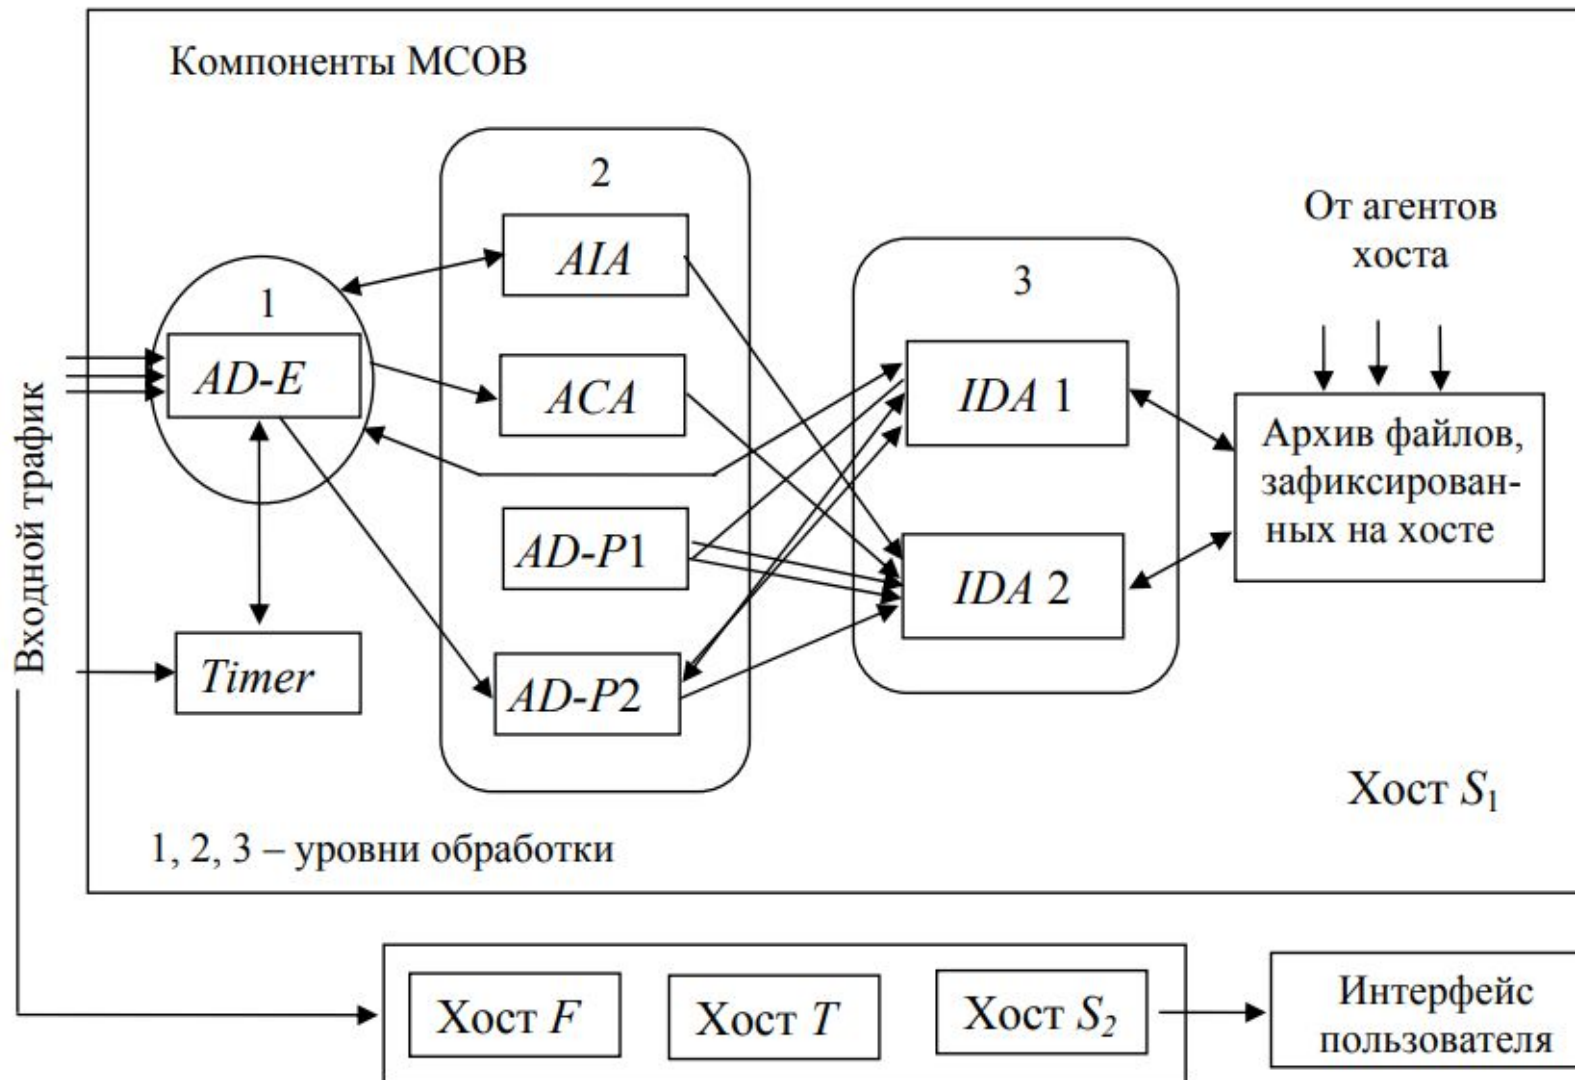 Компоненты МСОВ
2
От агентов
хоста
AIA
3
1
AD-E
ACA
IDA 1
Архив файлов,
зафиксирован-
ных на хосте
Входной трафик
AD-P1
IDA 2
Timer
AD-P2
Хост S₁
1, 2, 3 – уровни обработки
Хост F
Хост T
Хост S₂
Интерфейс
пользователя